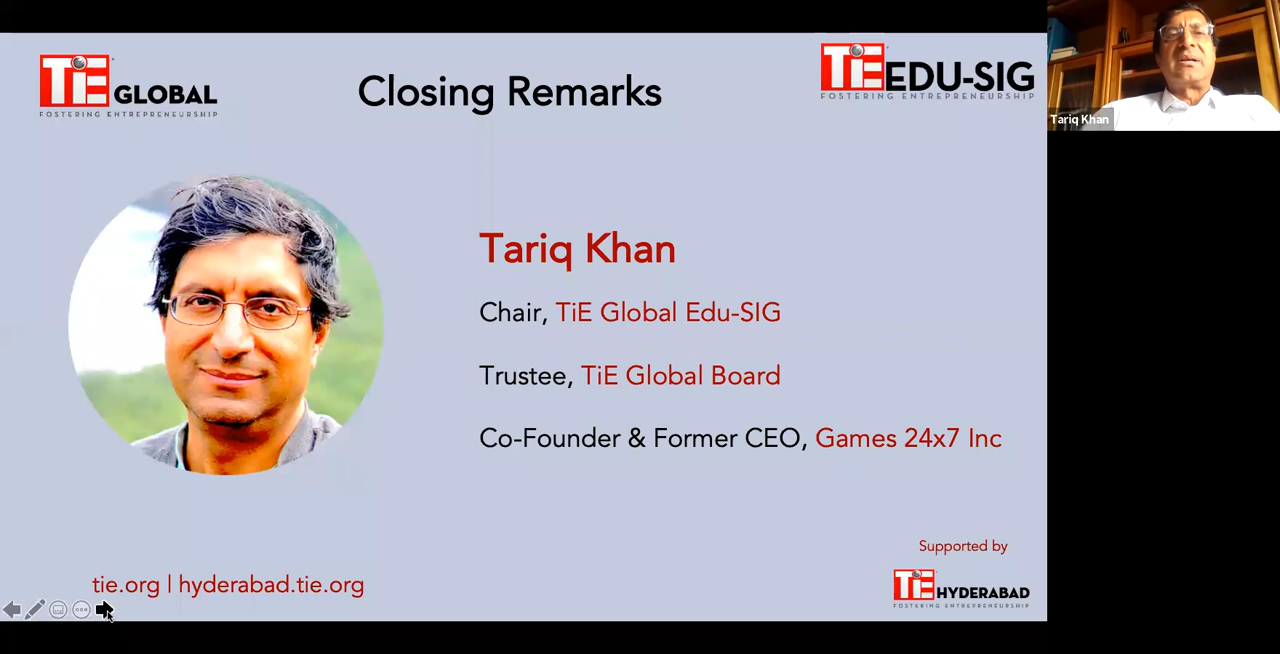 TiE GLOBAL
FOSTERING ENTREPRENEURSHIP
Closing Remarks
TiE EDU-SIG
FOSTERING ENTREPRENEURSHIP
Tariq Khan
Tariq Khan
Chair, TiE Global Edu-SIG
Trustee, TiE Global Board
Co-Founder & Former CEO, Games 24x7 Inc
Supported by
TiE HYDERABAD
FOSTERING ENTREPRENEURSHIP
tie.org | hyderabad.tie.org